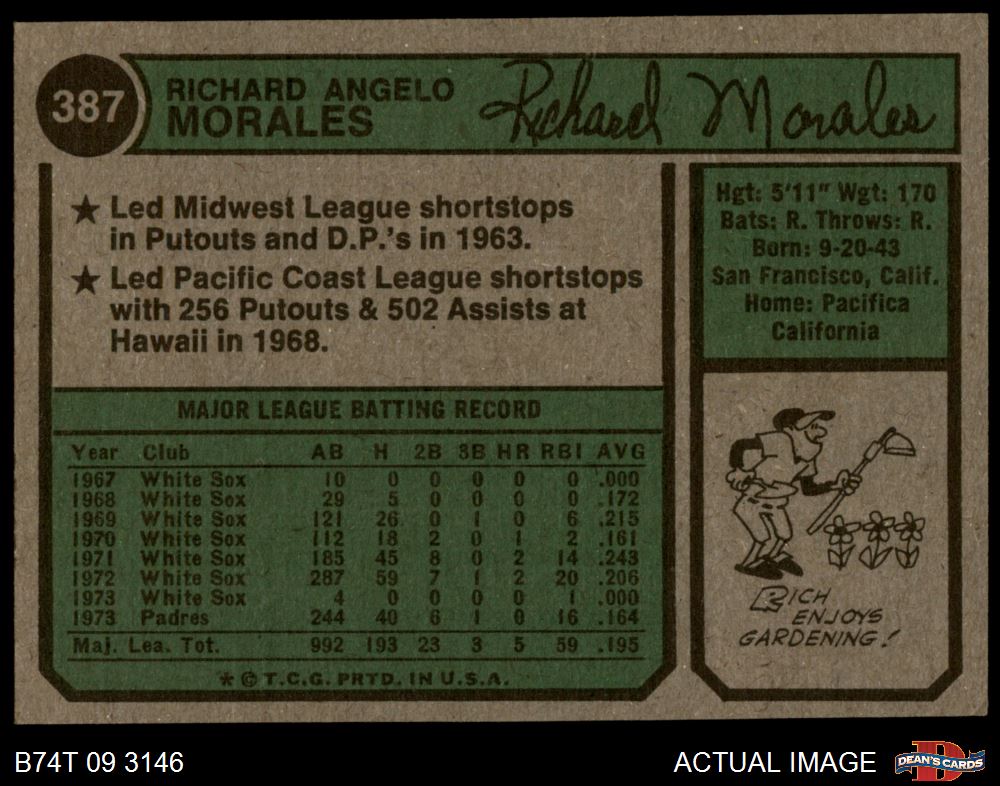 387
RICHARD ANGELO
MORALES
Richard Morales
★ Led Midwest League shortstops
in Putouts and D.P.'s in 1963.
★ Led Pacific Coast League shortstops
with 256 Putouts & 502 Assists at
Hawaii in 1968.
Hgt: 5'11" Wgt: 170
Bats: R. Throws: R.
Born: 9-20-43
San Francisco, Calif.
Home: Pacifica
California
MAJOR LEAGUE BATTING RECORD
Year Club AB H 2B 3B HR RBI AVG
1967 White Sox 10 0 0 0 0 0 .000
1968 White Sox 29 5 0 0 0 0 .172
1969 White Sox 121 26 0 1 0 6 .215
1970 White Sox 112 18 2 0 1 2 .161
1971 White Sox 185 45 8 0 2 14 .243
1972 White Sox 287 59 7 1 2 20 .206
1973 White Sox 4 0 0 0 0 1 .000
1973 Padres 244 40 6 1 0 16 .164
Maj. Lea. Tot. 992 193 23 3 5 59 .195
* © T.C.G. PRTD. IN U.S.A.
RICH
ENJOYS
GARDENING!
B74T 09 3146
ACTUAL IMAGE
D
DEAN'S CARDS